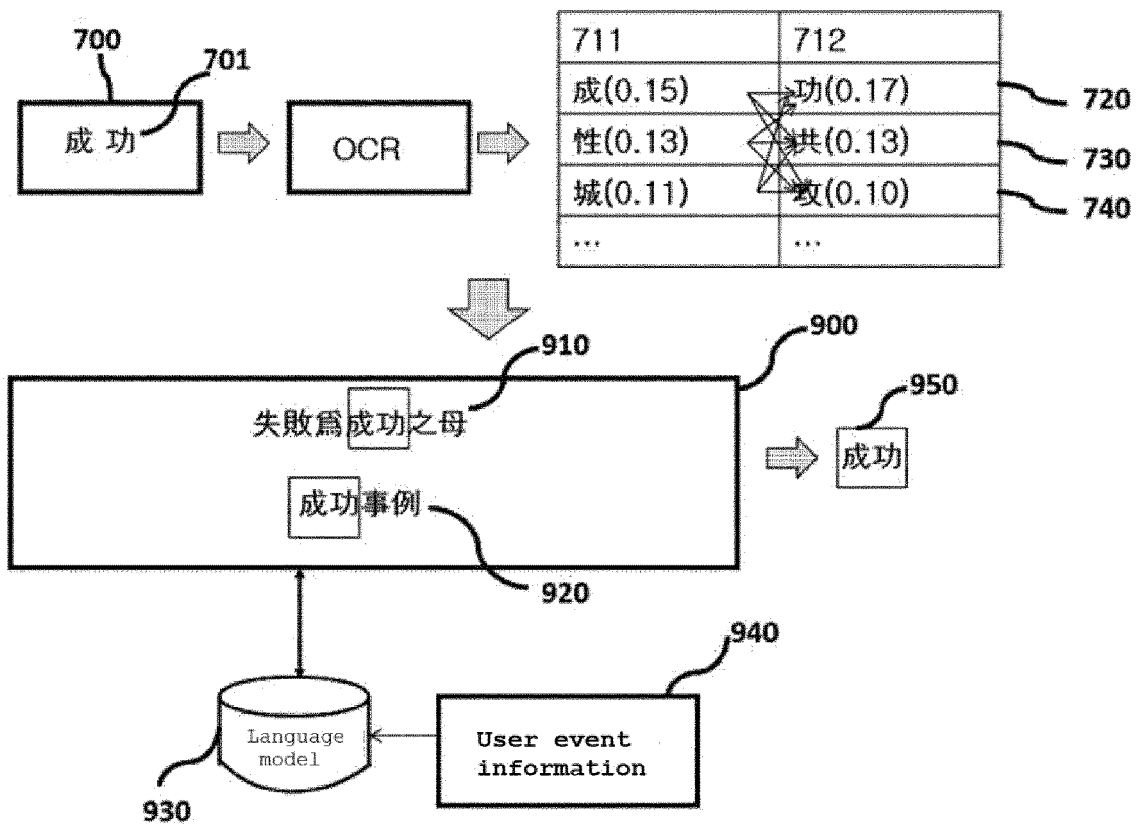 700
701
成 功
OCR
711 712
成(0.15) 功(0.17)
性(0.13) 共(0.13)
城(0.11) 攻(0.10)
... ...
720
730
740
900
910
失敗爲成功之母
成功事例
920
950
成功
Language
model
930
940
User event
information